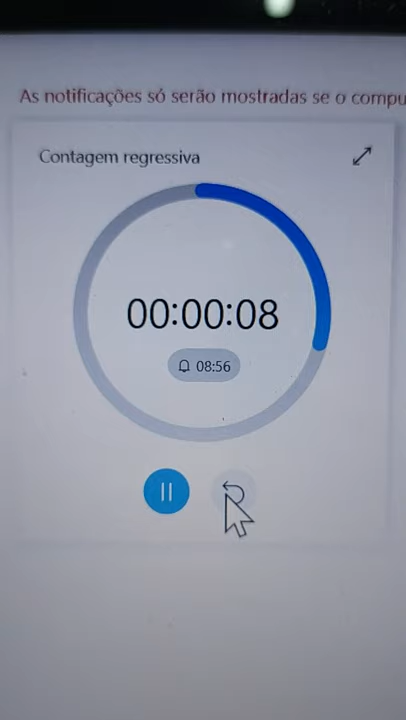 As notificações só serão mostradas se o compu
Contagem regressiva
00:00:08
08:56